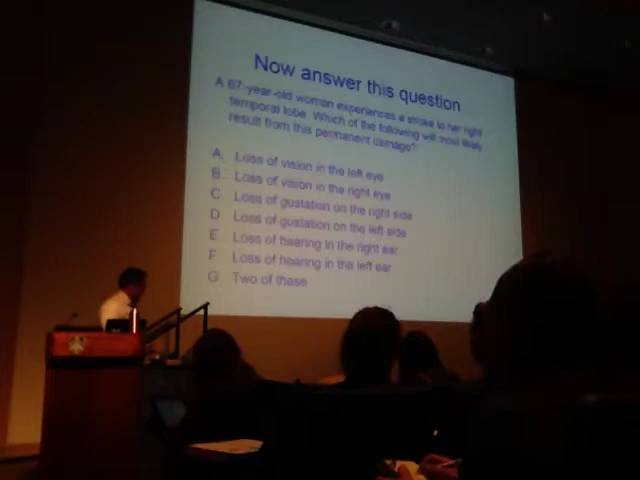 Now answer this question
A 67-year-old woman experiences a stroke to her right
temporal lobe. Which of the following will most likely
result from this permanent damage?
A. Loss of vision in the left eye
B. Loss of vision in the right eye
C Loss of gustation on the right side
D Loss of gustation on the left side
E Loss of hearing in the right ear
F Loss of hearing in the left ear
G Two of these